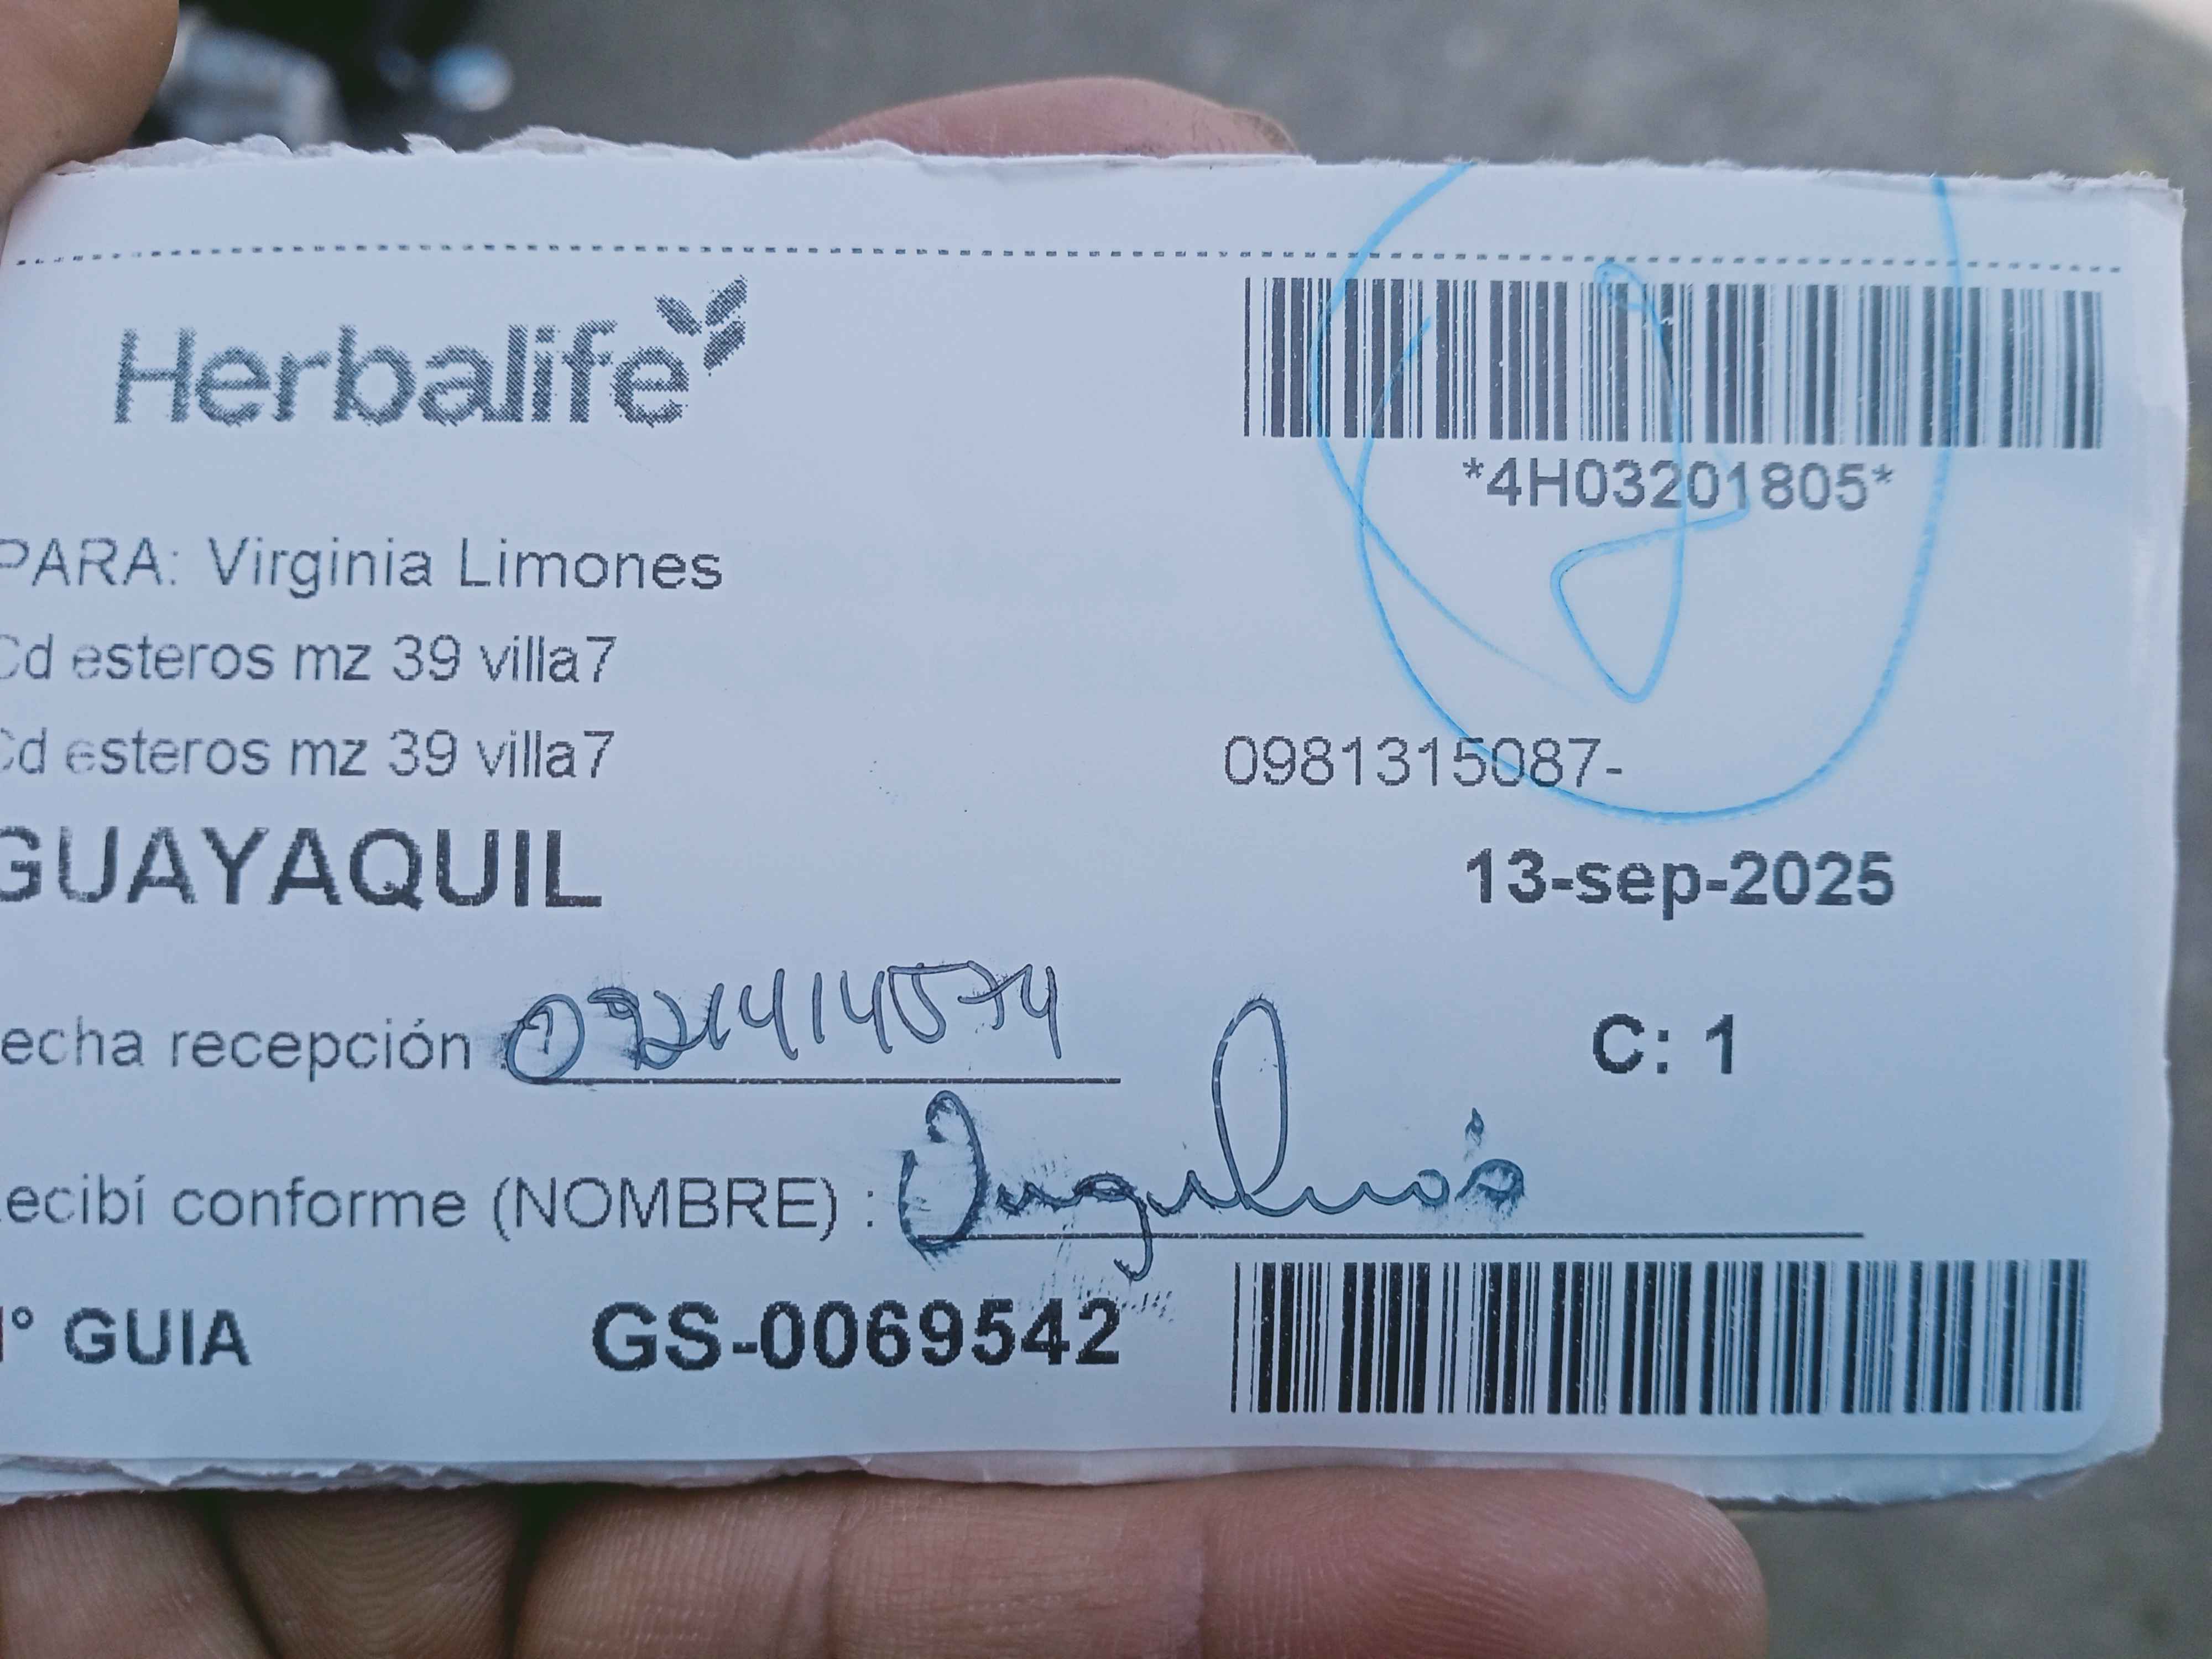 Herbalife
*4H03201805*
PARA: Virginia Limones
Cd esteros mz 39 villa7
Cd esteros mz 39 villa7
0981315087-
GUAYAQUIL
13-sep-2025
echa recepción : 0921414574
C: 1
ecibí conforme (NOMBRE) :
° GUIA GS-0069542